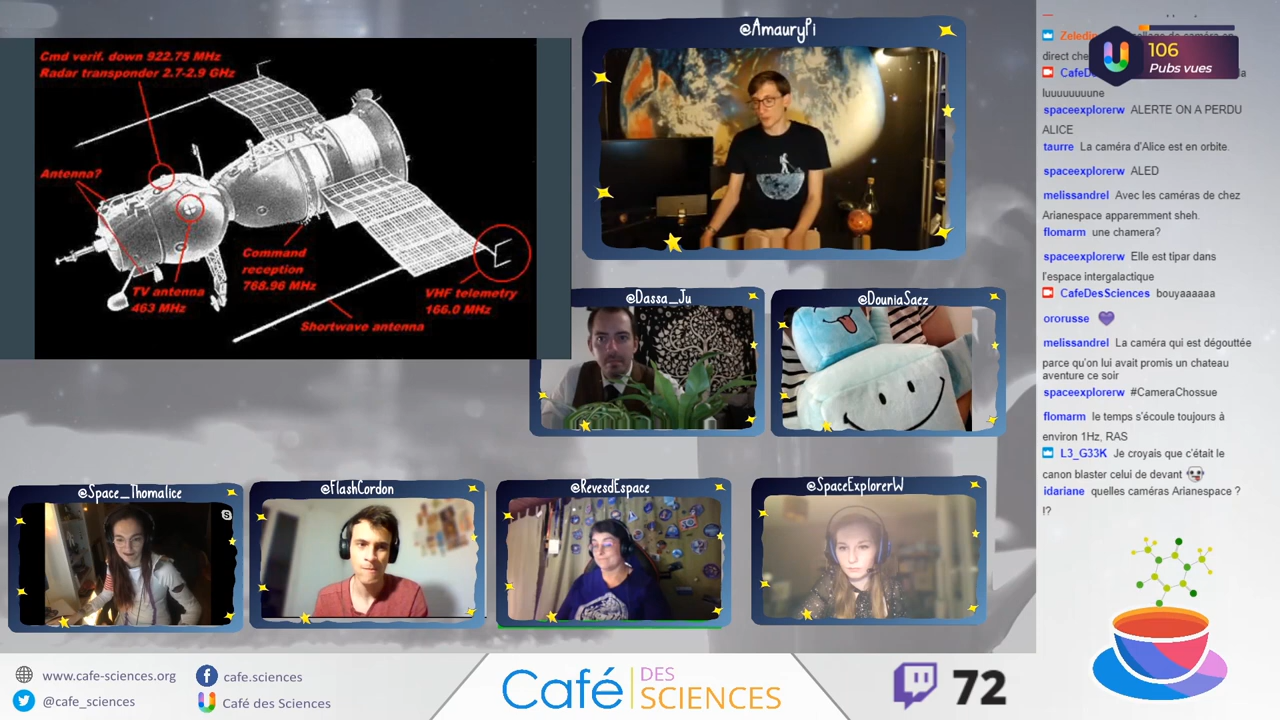 Cmd verif. down 922.75 MHz
Radar transponder 2.7-2.9 GHz
Antenna?
TV antenna
463 MHz
Command
reception
768.96 MHz
VHF telemetry
166.0 MHz
Shortwave antenna
@AmauryPi
@Dassa_Ju
@DouniaSaez
@Space_Thomalice
@FlashCordon
@RevesdEspace
@SpaceExplorerW
106
Pubs vues
direct
luuuuuuuune
spaceexplorerw ALERTE ON A PERDU
ALICE
taurre La caméra d'Alice est en orbite.
spaceexplorerw ALED
melissandrel Avec les caméras de chez
Arianespace apparemment sheh.
flomarm une chamera?
spaceexplorerw Elle est tipar dans
l'espace intergalactique
CafeDesSciences bouyaaaaaa
ororusse
melissandrel La caméra qui est dégouttée
parce qu'on lui avait promis un chateau
aventure ce soir
spaceexplorerw #CameraChossue
flomarm le temps s'écoule toujours à
environ 1Hz, RAS
L3_G33K Je croyais que c'était le
canon blaster celui de devant
idariane quelles caméras Arianespace ?
!?
www.cafe-sciences.org
cafe.sciences
@cafe_sciences
Café des Sciences
Café DES SCIENCES
72